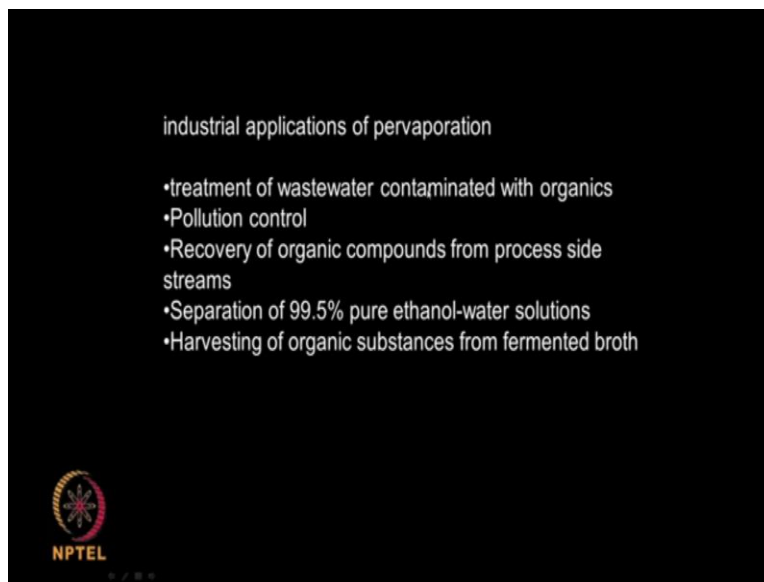 industrial applications of pervaporation
•treatment of wastewater contaminated with organics
•Pollution control
•Recovery of organic compounds from process side
streams
•Separation of 99.5% pure ethanol-water solutions
•Harvesting of organic substances from fermented broth
NPTEL